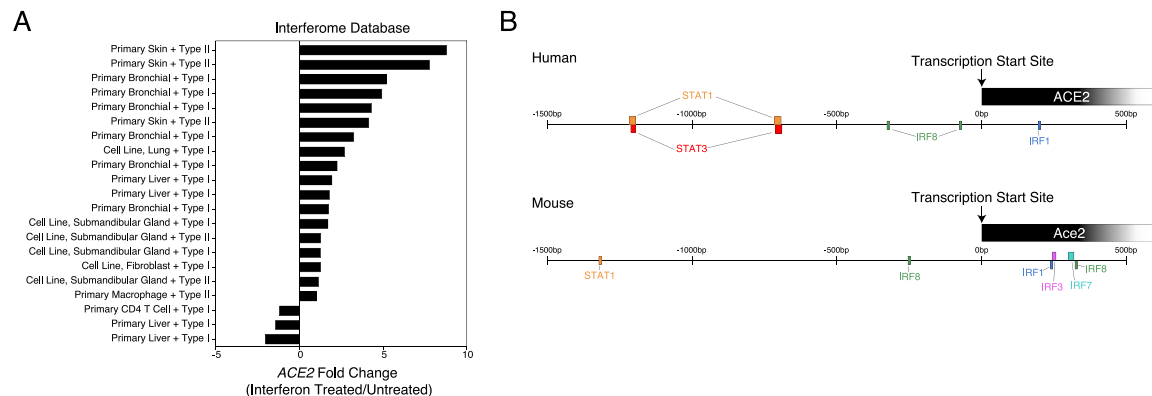 A
Interferome Database
Primary Skin + Type II
Primary Skin + Type II
Primary Bronchial + Type I
Primary Bronchial + Type I
Primary Bronchial + Type I
Primary Skin + Type II
Primary Bronchial + Type I
Cell Line, Lung + Type I
Primary Bronchial + Type I
Primary Liver + Type I
Primary Liver + Type I
Primary Bronchial + Type I
Cell Line, Submandibular Gland + Type I
Cell Line, Submandibular Gland + Type II
Cell Line, Submandibular Gland + Type I
Cell Line, Fibroblast + Type I
Cell Line, Submandibular Gland + Type II
Primary Macrophage + Type II
Primary CD4 T Cell + Type I
Primary Liver + Type I
Primary Liver + Type I
-5 0 5 10
ACE2 Fold Change
(Interferon Treated/Untreated)
B
Human
Transcription Start Site
ACE2
STAT1
-1500bp -1000bp -500bp 0bp 500bp
STAT3 IRF8 IRF1
Mouse
Transcription Start Site
Ace2
-1500bp -1000bp -500bp 0bp 500bp
STAT1 IRF8 IRF1 IRF8
IRF3 IRF7